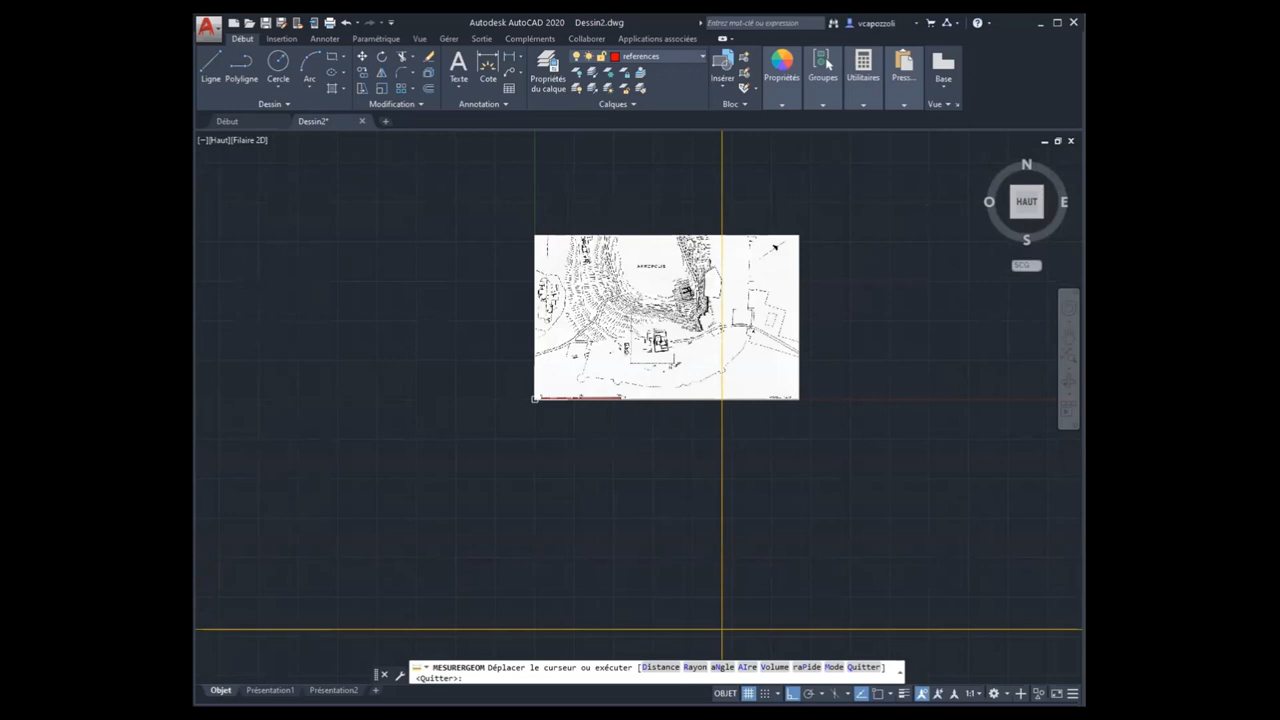 Autodesk AutoCAD 2020 Dessin2.dwg
Entrez mot-clé ou expression
vcapozzoli
Début Insertion Annoter Paramétrique Vue Gérer Sortie Compléments Collaborer Applications associées
references
Ligne Polyligne Cercle Arc
Texte Cote
Propriétés du calque
Insérer
Propriétés Groupes Utilitaires Press... Base
Dessin Modification Annotation Calques Bloc Vue
Début Dessin2*
[−][Haut][Filaire 2D]
N
O HAUT E
S
SCG
MESURERGEOM Déplacer le curseur ou exécuter [Distance Rayon aNgle AIre Volume raPide Mode Quitter]
<Quitter>:
Objet Présentation1 Présentation2
OBJET
1:1